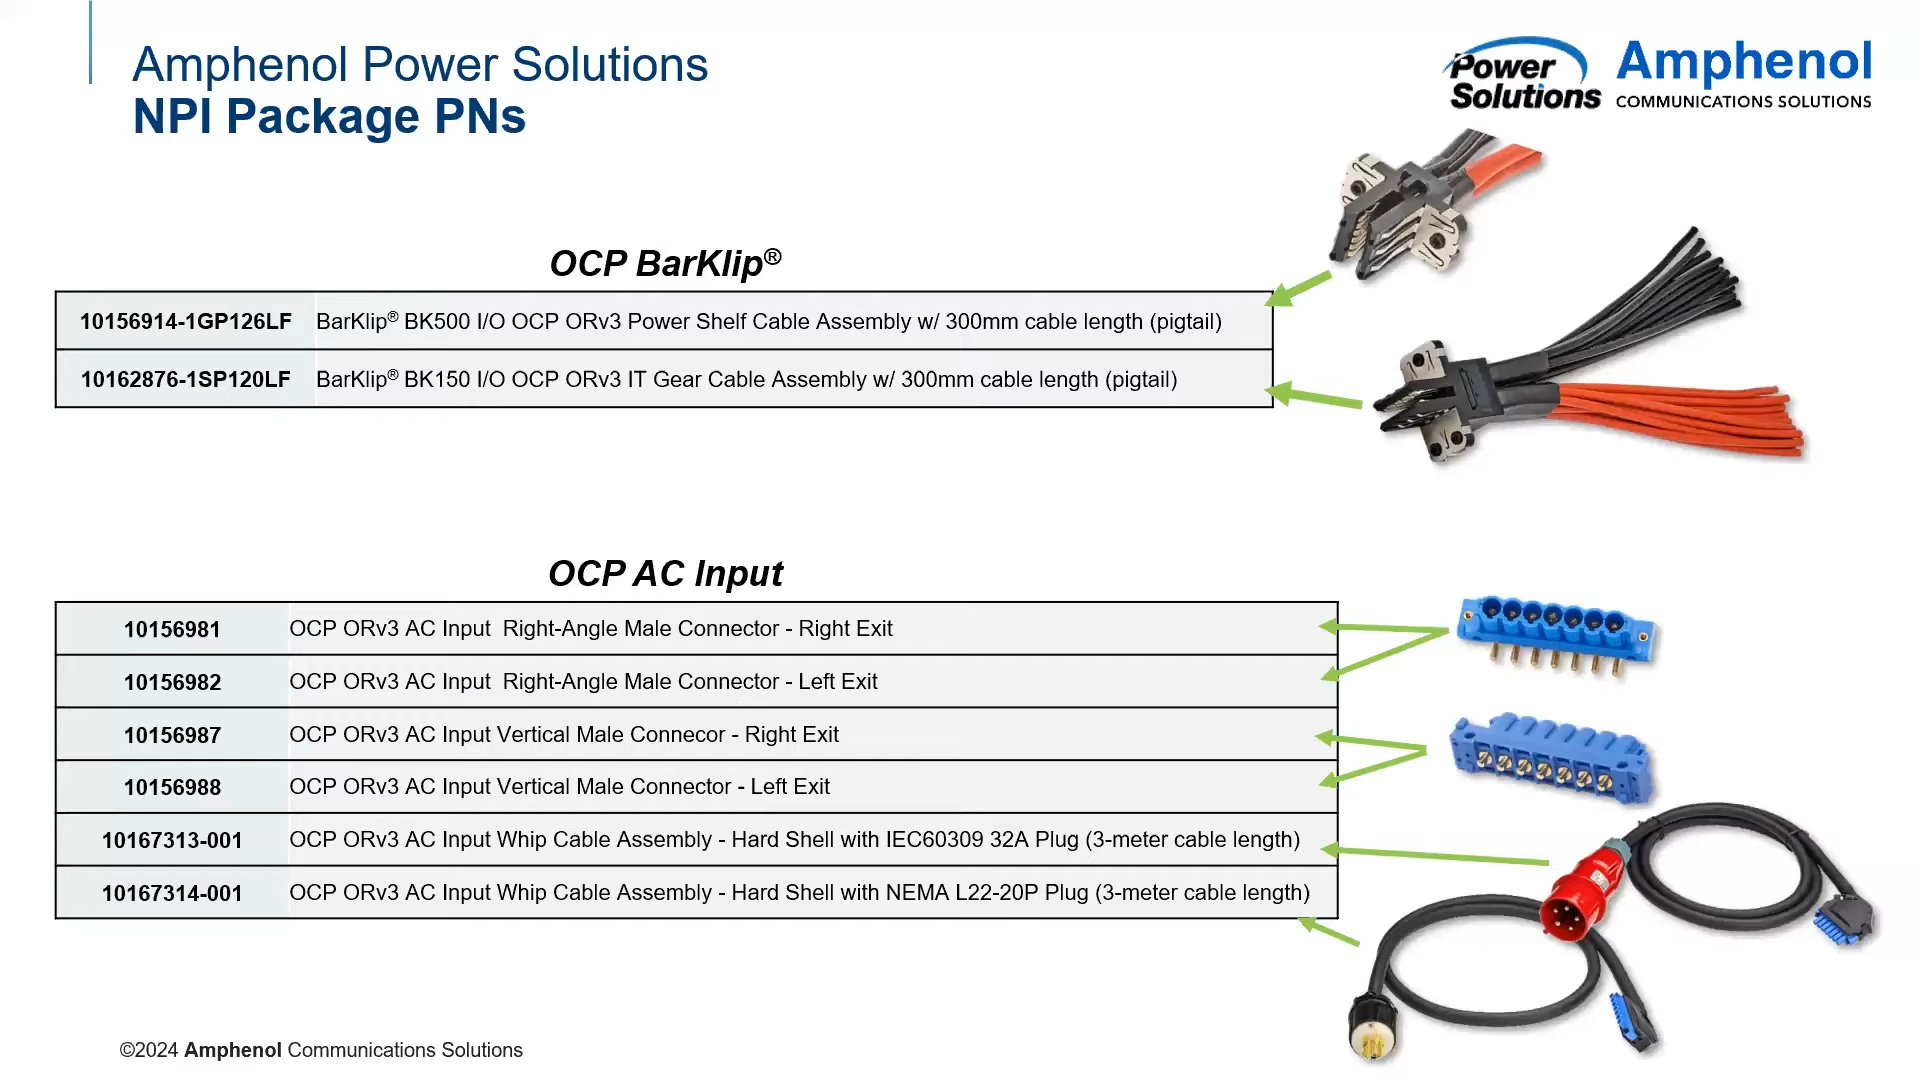 Amphenol Power Solutions
NPI Package PNs
Power Solutions
Amphenol
COMMUNICATIONS SOLUTIONS
OCP BarKlip®
10156914-1GP126LF BarKlip® BK500 I/O OCP ORv3 Power Shelf Cable Assembly w/ 300mm cable length (pigtail)
10162876-1SP120LF BarKlip® BK150 I/O OCP ORv3 IT Gear Cable Assembly w/ 300mm cable length (pigtail)
OCP AC Input
10156981 OCP ORv3 AC Input Right-Angle Male Connector - Right Exit
10156982 OCP ORv3 AC Input Right-Angle Male Connector - Left Exit
10156987 OCP ORv3 AC Input Vertical Male Connecor - Right Exit
10156988 OCP ORv3 AC Input Vertical Male Connector - Left Exit
10167313-001 OCP ORv3 AC Input Whip Cable Assembly - Hard Shell with IEC60309 32A Plug (3-meter cable length)
10167314-001 OCP ORv3 AC Input Whip Cable Assembly - Hard Shell with NEMA L22-20P Plug (3-meter cable length)
©2024 Amphenol Communications Solutions